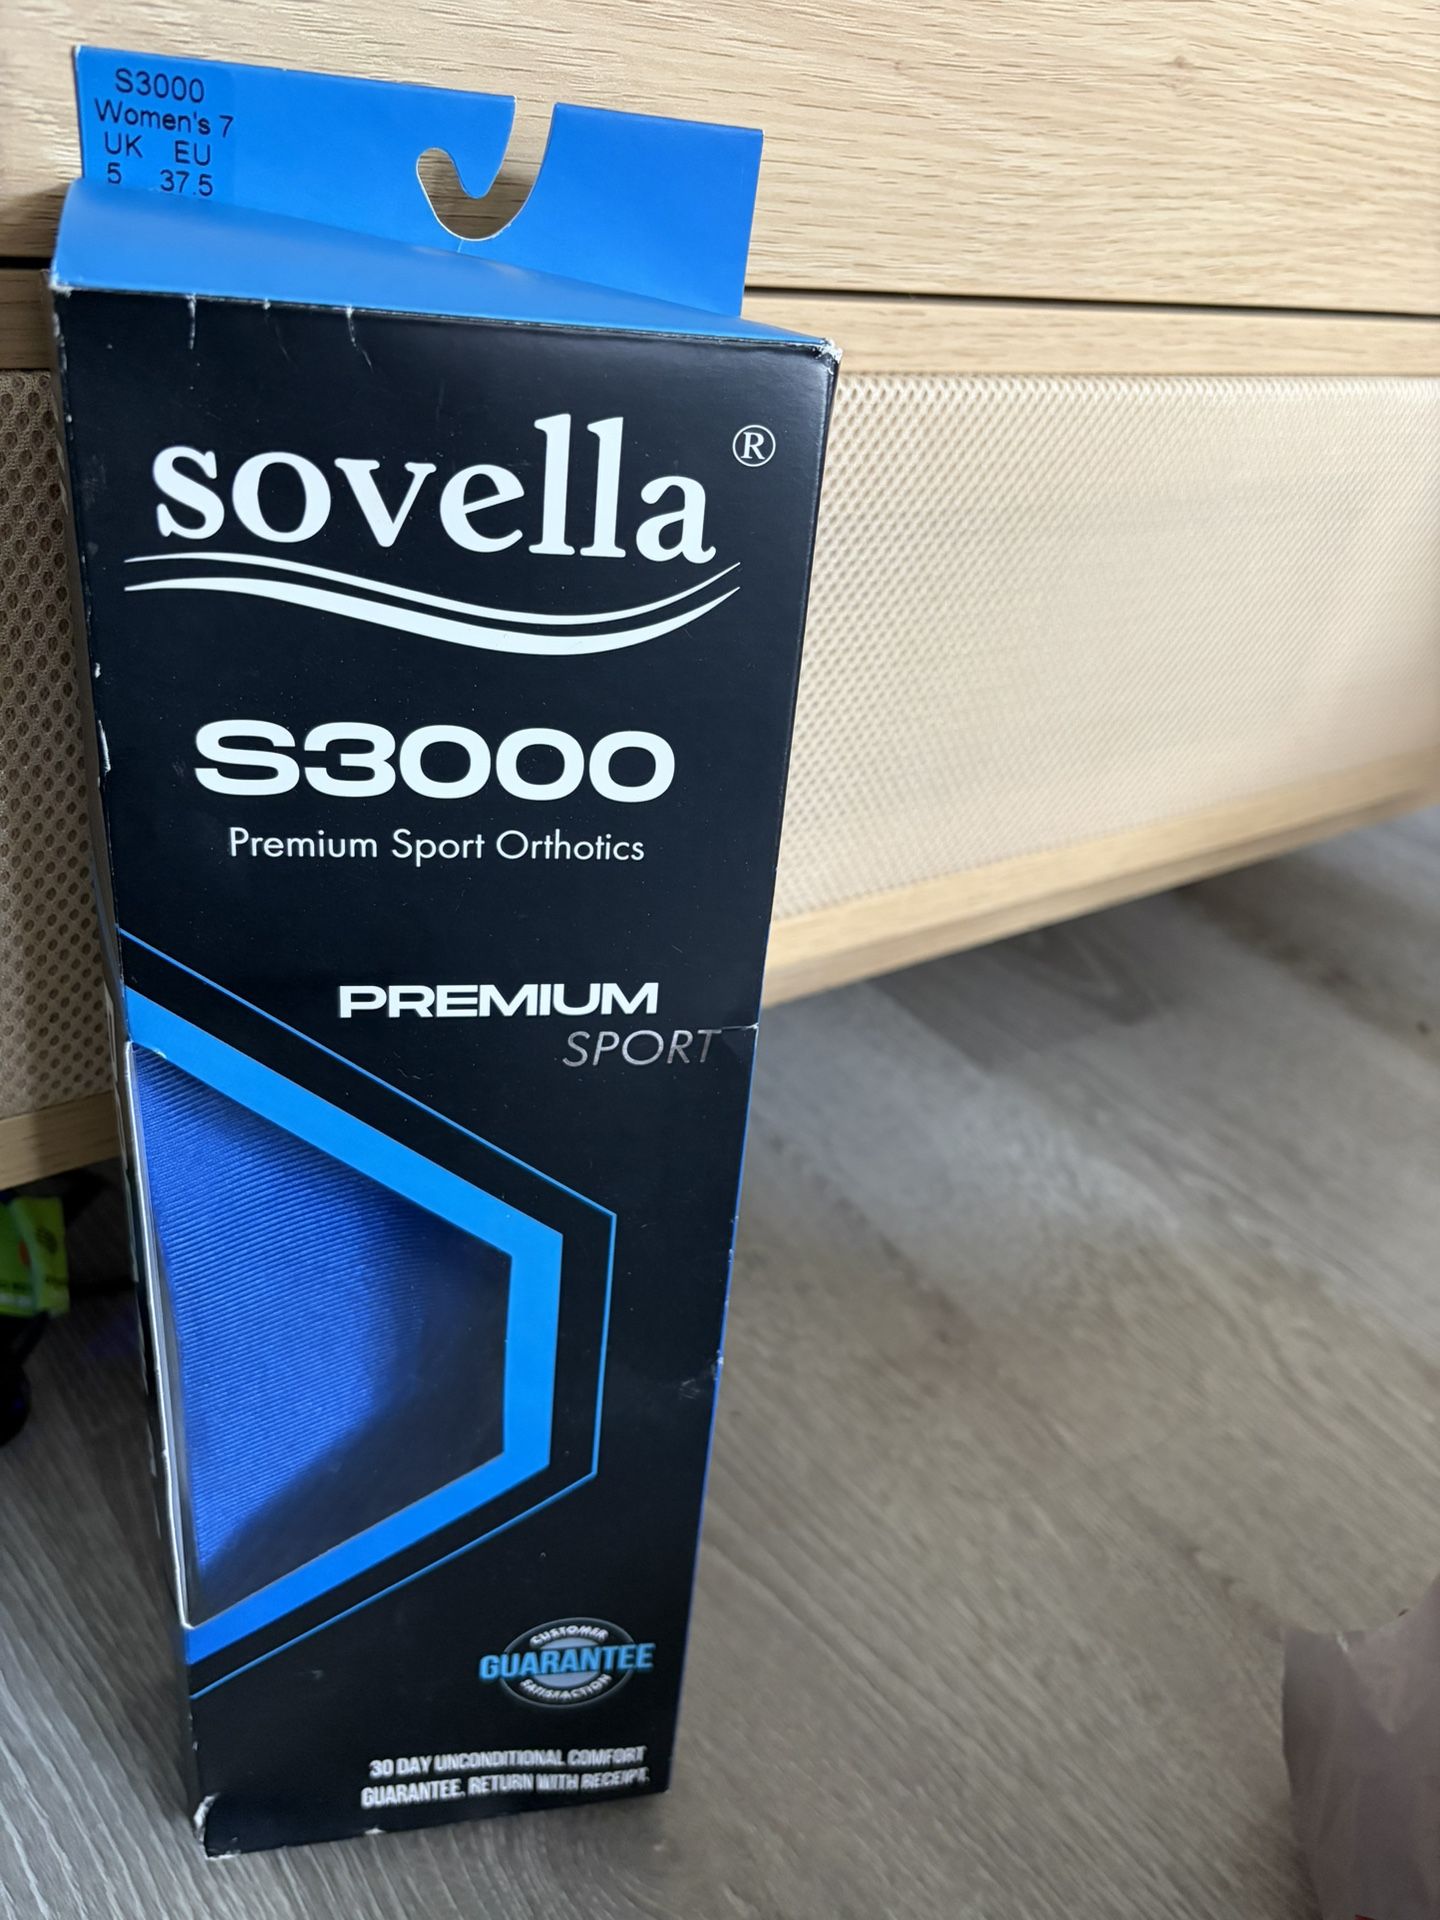 S3000
Women's 7
UK EU
5 37.5
sovella®
S3000
Premium Sport Orthotics
PREMIUM
SPORT
CUSTOMER
GUARANTEE
SATISFACTION
30 DAY UNCONDITIONAL COMFORT
GUARANTEE. RETURN WITH RECEIPT.